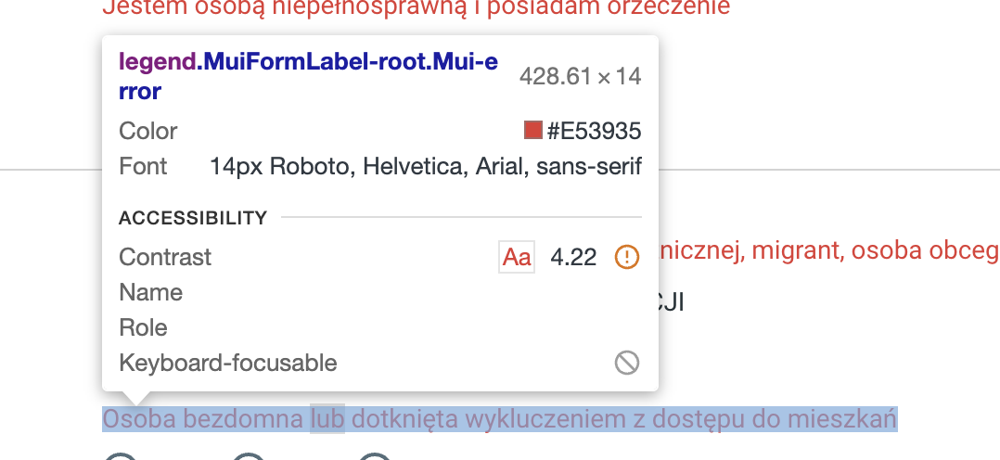 Jestem osobą niepełnosprawną i posiadam orzeczenie
legend.MuiFormLabel-root.Mui-e
rror
428.61 × 14
Color #E53935
Font 14px Roboto, Helvetica, Arial, sans-serif
ACCESSIBILITY
Contrast Aa 4.22
Name
Role
Keyboard-focusable
nicznej, migrant, osoba obceg
CJI
Osoba bezdomna lub dotknięta wykluczeniem z dostępu do mieszkań